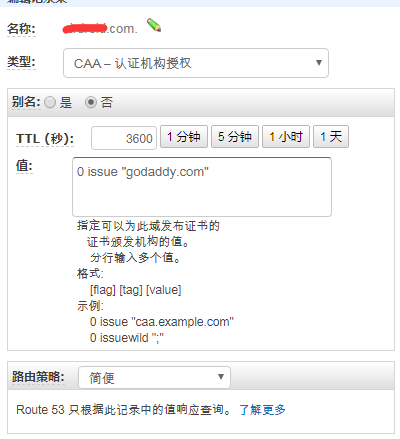 名称:
.com.
类型:
CAA – 认证机构授权
别名: 是 否
TTL (秒): 3600 1 分钟 5 分钟 1 小时 1 天
值: 0 issue "godaddy.com"
指定可以为此域发布证书的
证书颁发机构的值。
分行输入多个值。
格式:
[flag] [tag] [value]
示例:
0 issue "caa.example.com"
0 issuewild ";"
路由策略: 简便
Route 53 只根据此记录中的值响应查询。 了解更多